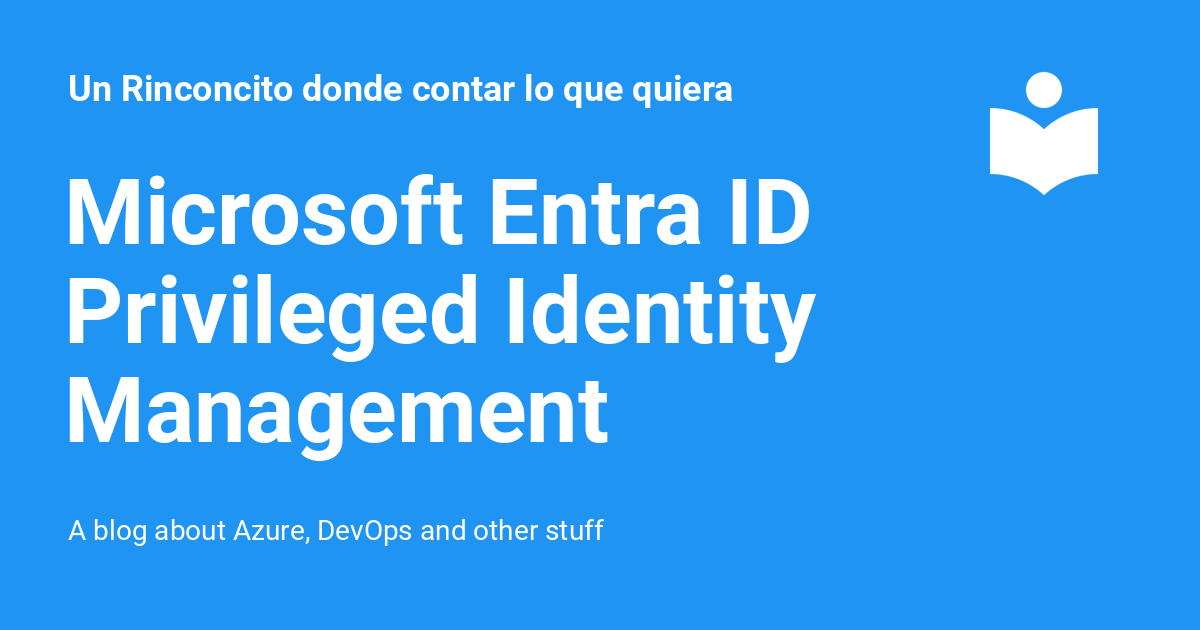 Un Rinconcito donde contar lo que quiera
Microsoft Entra ID
Privileged Identity
Management
A blog about Azure, DevOps and other stuff